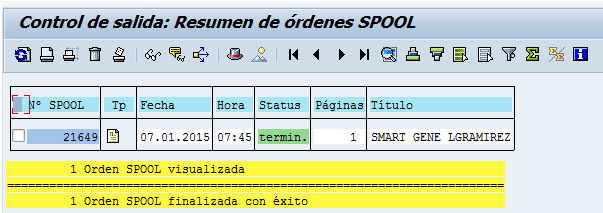 Control de salida: Resumen de órdenes SPOOL
Nº SPOOL Tp Fecha Hora Status Páginas Título
21649 07.01.2015 07:45 termin. 1 SMART GENE LGRAMIREZ
1 Orden SPOOL visualizada
1 Orden SPOOL finalizada con éxito